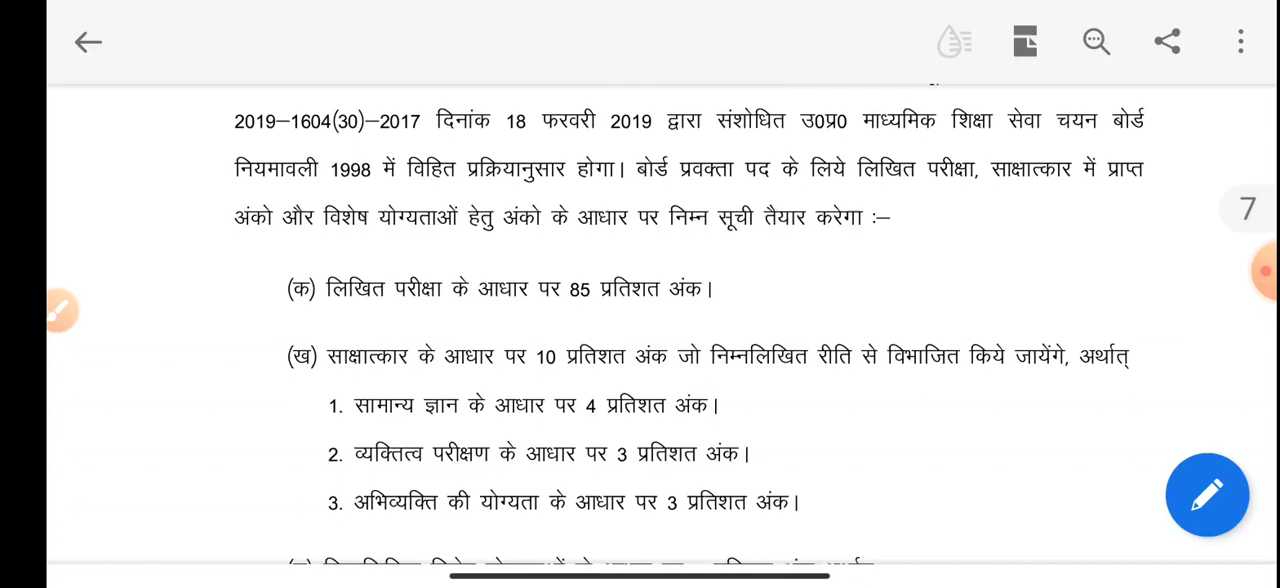 2019–1604(30)–2017 दिनांक 18 फरवरी 2019 द्वारा संशोधित उ0प्र0 माध्यमिक शिक्षा सेवा चयन बोर्ड
नियमावली 1998 में विहित प्रक्रियानुसार होगा। बोर्ड प्रवक्ता पद के लिये लिखित परीक्षा, साक्षात्कार में प्राप्त
अंको और विशेष योग्यताओं हेतु अंको के आधार पर निम्न सूची तैयार करेगा :–
7
(क) लिखित परीक्षा के आधार पर 85 प्रतिशत अंक।
(ख) साक्षात्कार के आधार पर 10 प्रतिशत अंक जो निम्नलिखित रीति से विभाजित किये जायेंगे, अर्थात्
1. सामान्य ज्ञान के आधार पर 4 प्रतिशत अंक।
2. व्यक्तित्व परीक्षण के आधार पर 3 प्रतिशत अंक।
3. अभिव्यक्ति की योग्यता के आधार पर 3 प्रतिशत अंक।